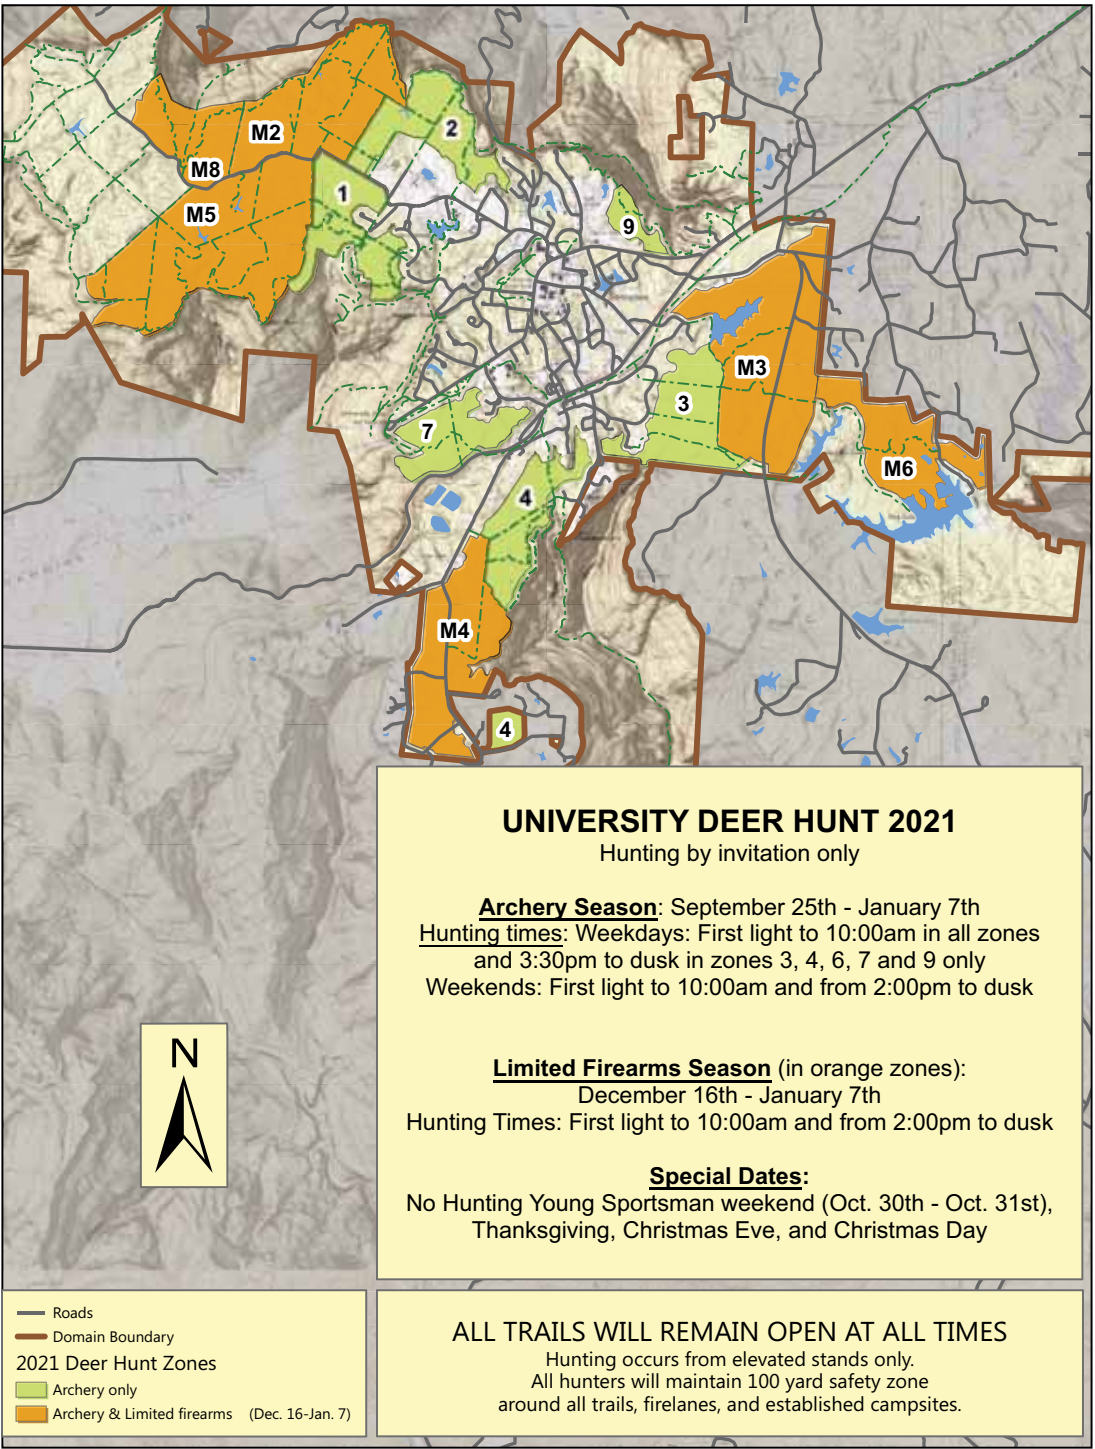 M2
2
M8
1
M5
9
M3
3
7
M6
4
M4
4
UNIVERSITY DEER HUNT 2021
Hunting by invitation only
Archery Season: September 25th - January 7th
Hunting times: Weekdays: First light to 10:00am in all zones
and 3:30pm to dusk in zones 3, 4, 6, 7 and 9 only
Weekends: First light to 10:00am and from 2:00pm to dusk
Limited Firearms Season (in orange zones):
December 16th - January 7th
Hunting Times: First light to 10:00am and from 2:00pm to dusk
Special Dates:
No Hunting Young Sportsman weekend (Oct. 30th - Oct. 31st),
Thanksgiving, Christmas Eve, and Christmas Day
N
Roads
Domain Boundary
2021 Deer Hunt Zones
Archery only
Archery & Limited firearms (Dec. 16-Jan. 7)
ALL TRAILS WILL REMAIN OPEN AT ALL TIMES
Hunting occurs from elevated stands only.
All hunters will maintain 100 yard safety zone
around all trails, firelanes, and established campsites.